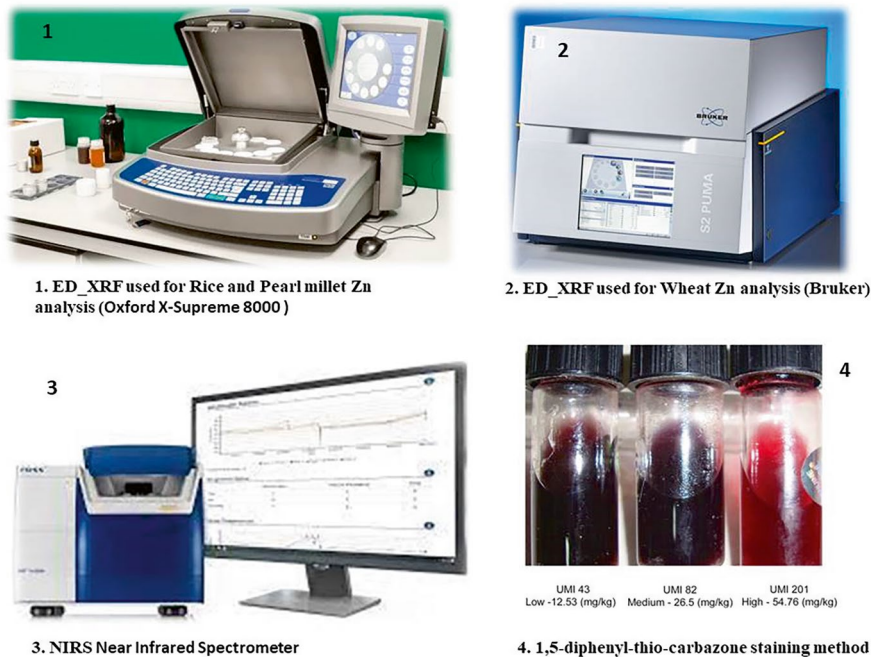 1
1. ED_XRF used for Rice and Pearl millet Zn
analysis (Oxford X-Supreme 8000 )
2
BRUKER
S2 PUMA
2. ED_XRF used for Wheat Zn analysis (Bruker)
3
FOSS
3. NIRS Near Infrared Spectrometer
4
UMI 43
Low -12.53 (mg/kg)
UMI 82
Medium - 26.5 (mg/kg)
UMI 201
High - 54.76 (mg/kg)
4. 1,5-diphenyl-thio-carbazone staining method